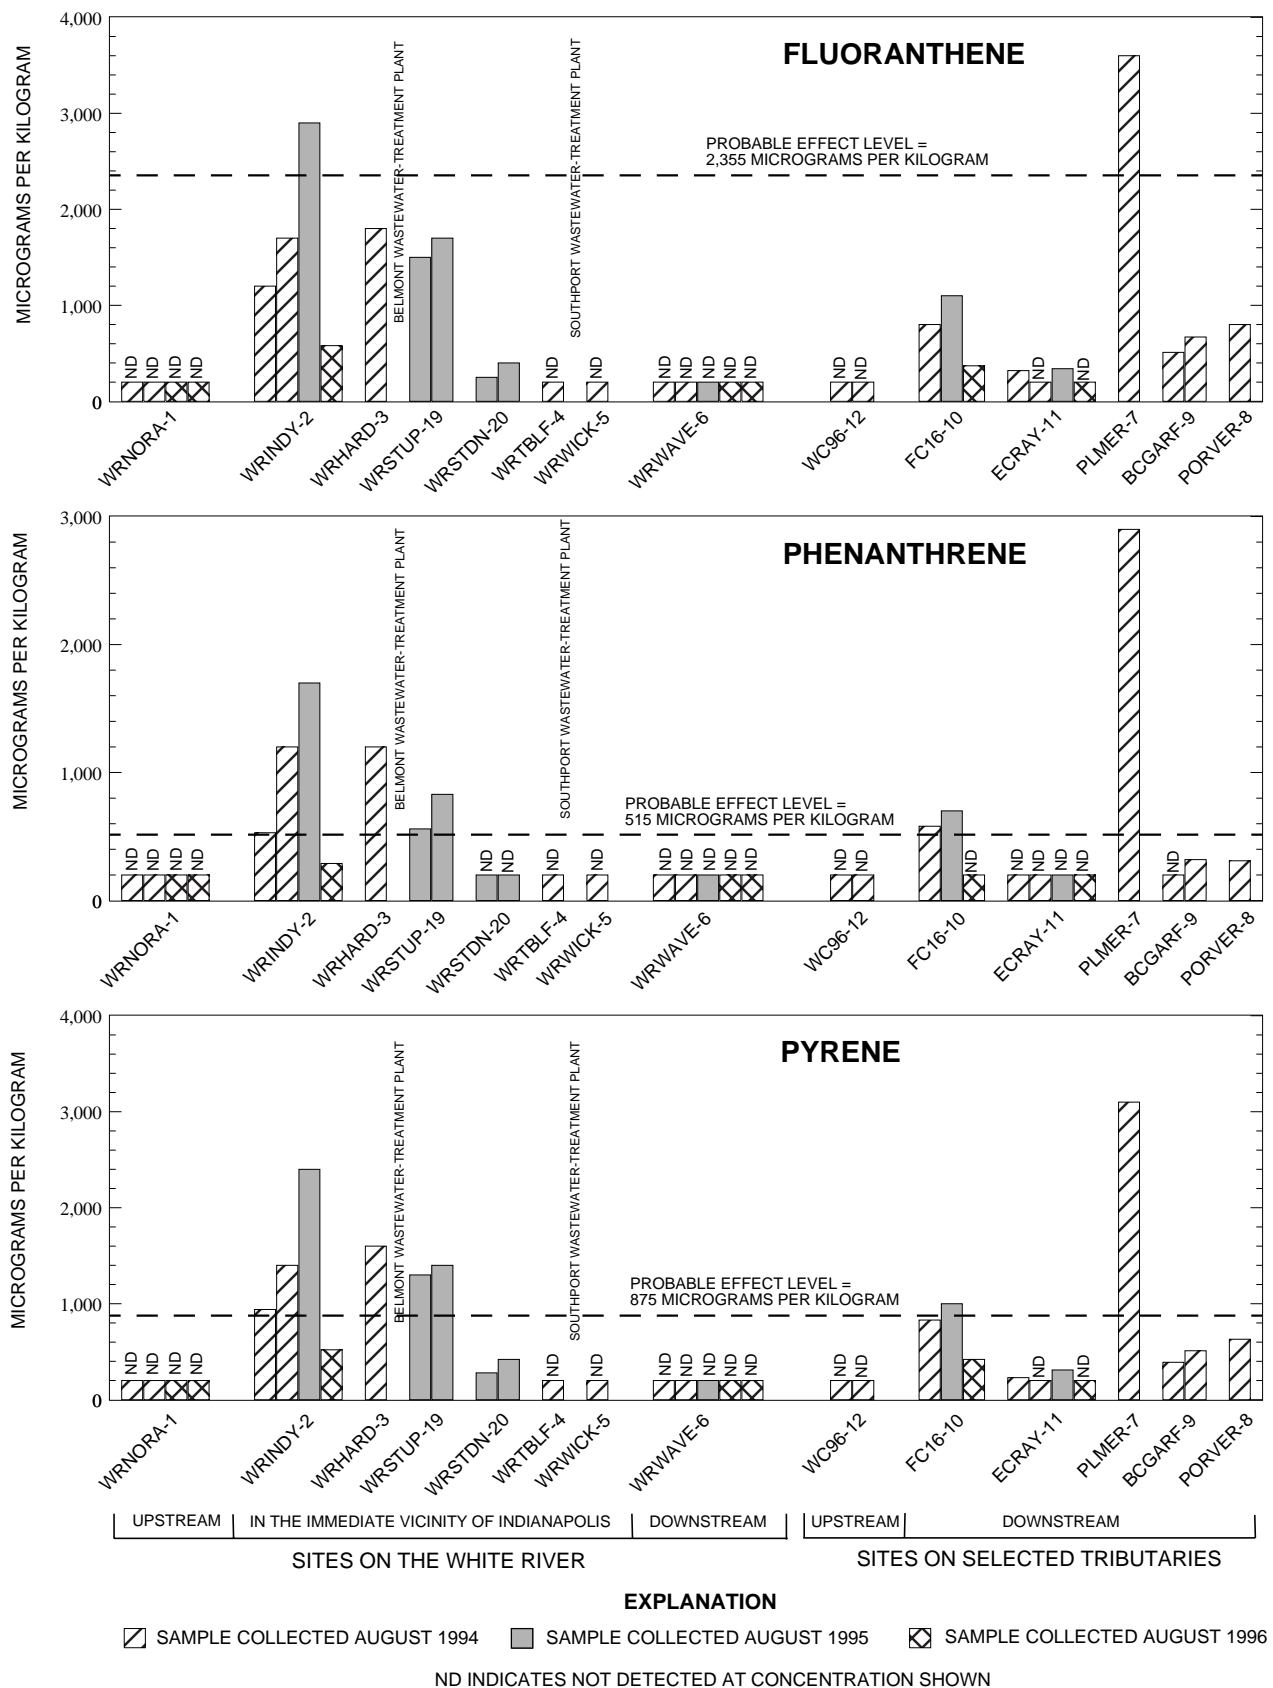 FLUORANTHENE
MICROGRAMS PER KILOGRAM
4,000
3,000
2,000
1,000
0
BELMONT WASTEWATER-TREATMENT PLANT
SOUTHPORT WASTEWATER-TREATMENT PLANT
PROBABLE EFFECT LEVEL =
2,355 MICROGRAMS PER KILOGRAM
ND ND ND ND ND ND ND ND ND ND ND ND ND ND ND
WRNORA-1 WRINDY-2 WRHARD-3 WRSTUP-19 WRSTDN-20 WRTBLF-4 WRWICK-5 WRWAVE-6 WC96-12 FC16-10 ECRAY-11 PLMER-7 BCGARF-9 PORVER-8
PHENANTHRENE
MICROGRAMS PER KILOGRAM
3,000
2,000
1,000
0
BELMONT WASTEWATER-TREATMENT PLANT
SOUTHPORT WASTEWATER-TREATMENT PLANT
PROBABLE EFFECT LEVEL =
515 MICROGRAMS PER KILOGRAM
ND ND ND ND ND ND ND ND ND ND ND ND ND ND ND ND ND ND ND ND ND
WRNORA-1 WRINDY-2 WRHARD-3 WRSTUP-19 WRSTDN-20 WRTBLF-4 WRWICK-5 WRWAVE-6 WC96-12 FC16-10 ECRAY-11 PLMER-7 BCGARF-9 PORVER-8
PYRENE
MICROGRAMS PER KILOGRAM
4,000
3,000
2,000
1,000
0
BELMONT WASTEWATER-TREATMENT PLANT
SOUTHPORT WASTEWATER-TREATMENT PLANT
PROBABLE EFFECT LEVEL =
875 MICROGRAMS PER KILOGRAM
ND ND ND ND ND ND ND ND ND ND ND ND ND ND ND
WRNORA-1 WRINDY-2 WRHARD-3 WRSTUP-19 WRSTDN-20 WRTBLF-4 WRWICK-5 WRWAVE-6 WC96-12 FC16-10 ECRAY-11 PLMER-7 BCGARF-9 PORVER-8
UPSTREAM IN THE IMMEDIATE VICINITY OF INDIANAPOLIS DOWNSTREAM UPSTREAM DOWNSTREAM
SITES ON THE WHITE RIVER SITES ON SELECTED TRIBUTARIES
EXPLANATION
SAMPLE COLLECTED AUGUST 1994 SAMPLE COLLECTED AUGUST 1995 SAMPLE COLLECTED AUGUST 1996
ND INDICATES NOT DETECTED AT CONCENTRATION SHOWN